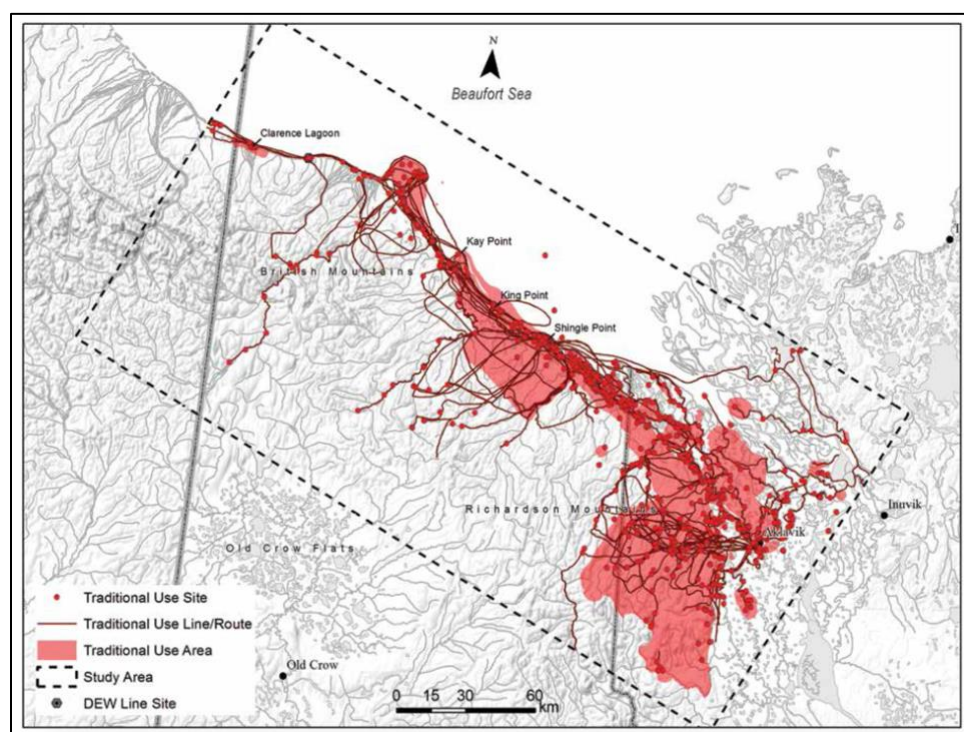 N
Beaufort Sea
Clarence Lagoon
Kay Point
British Mountains
King Point
Shingle Point
Richardson Mountains
Inuvik
Aklavik
Old Crow Flats
Old Crow
Traditional Use Site
Traditional Use Line/Route
Traditional Use Area
Study Area
DEW Line Site
0 15 30 60
km